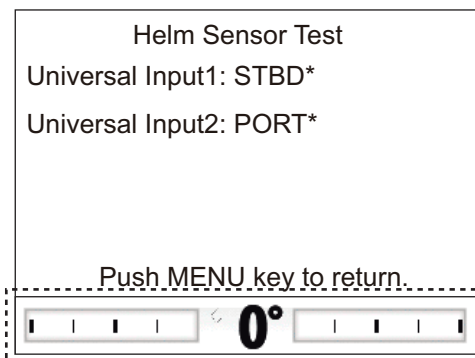 Helm Sensor Test
Universal Input1: STBD*
Universal Input2: PORT*
Push MENU key to return.
0°